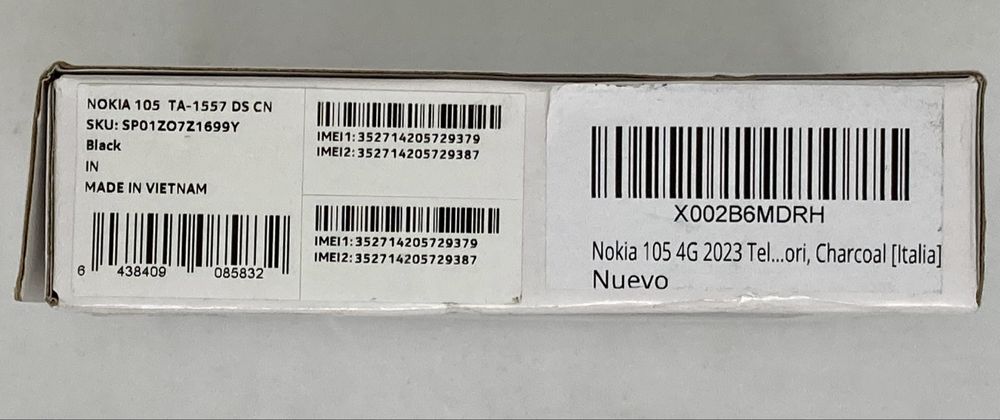 NOKIA 105 TA-1557 DS CN
SKU: SP01ZO7Z1699Y
Black
IN
MADE IN VIETNAM
6 438409 085832
IMEI1: 352714205729379
IMEI2: 352714205729387
IMEI1: 352714205729379
IMEI2: 352714205729387
X002B6MDRH
Nokia 105 4G 2023 Tel...ori, Charcoal [Italia]
Nuevo